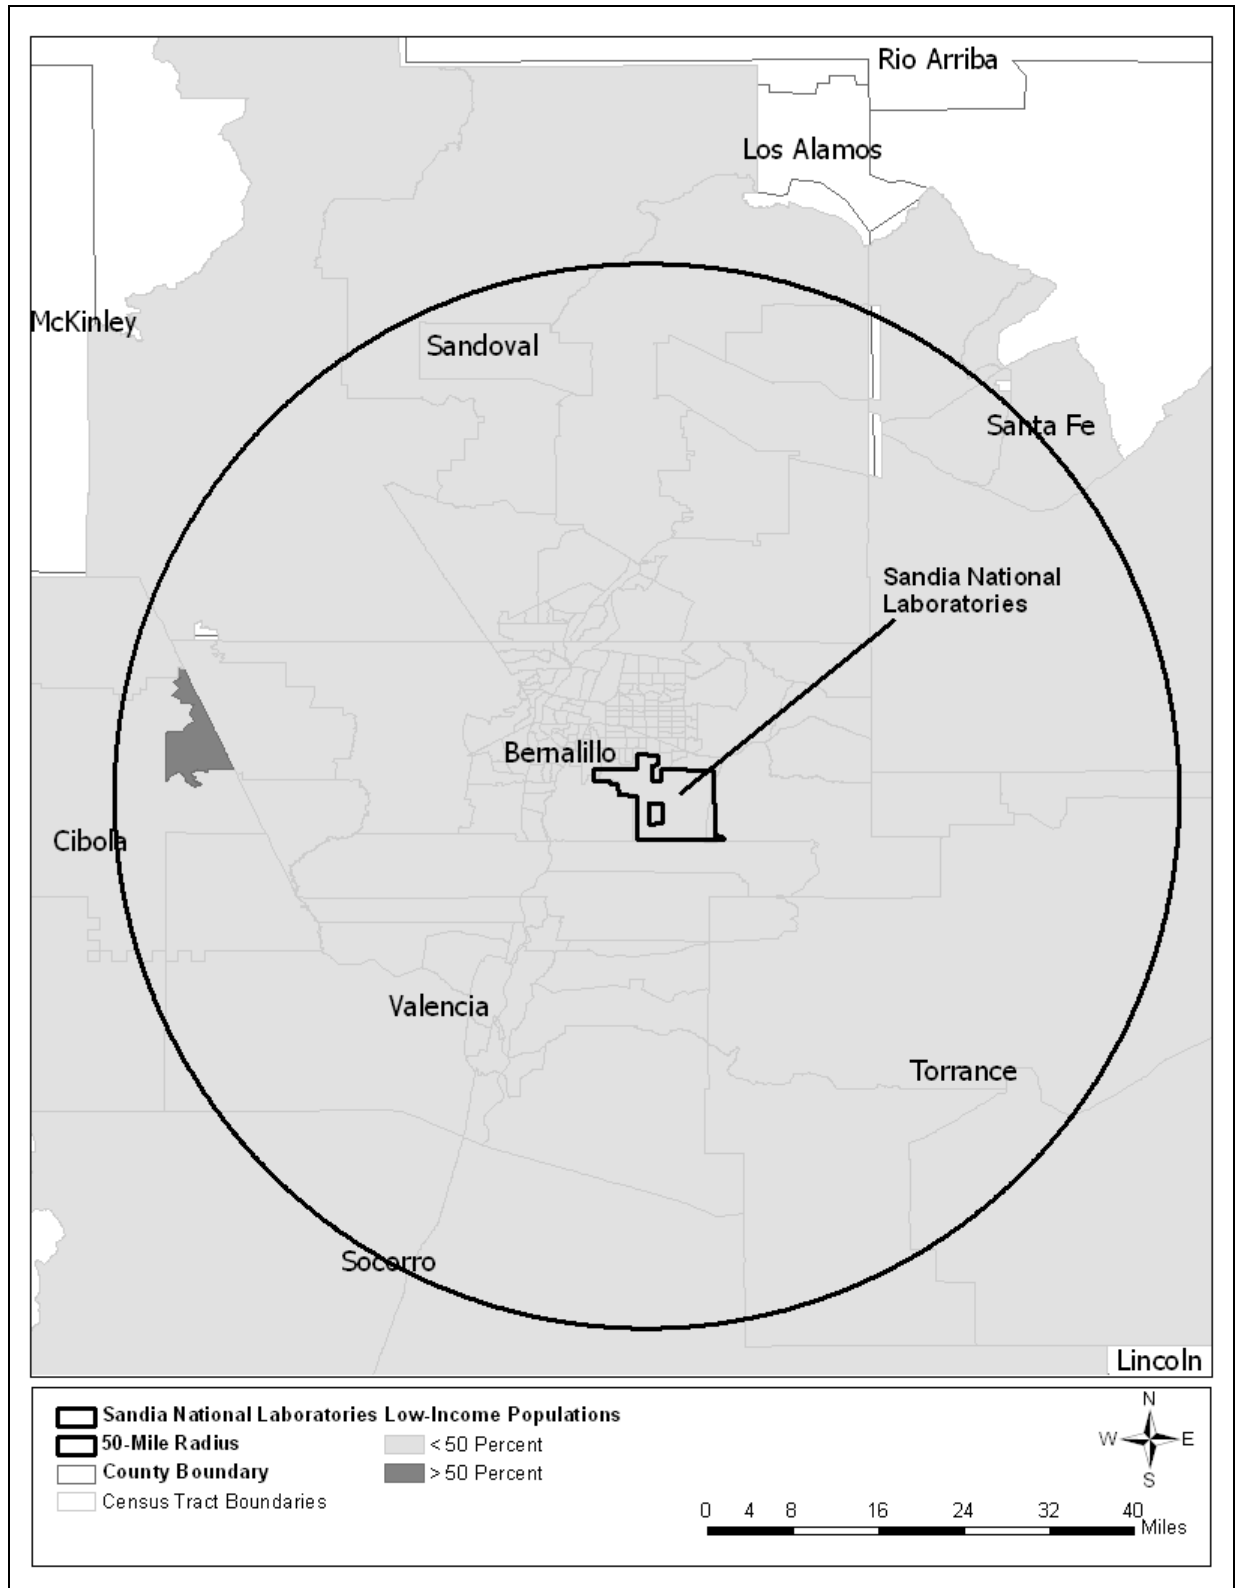 Rio Arriba
Los Alamos
McKinley
Sandoval
Santa Fe
Sandia National
Laboratories
Bernalillo
Cibola
Valencia
Torrance
Socorro
Lincoln
Sandia National Laboratories
50-Mile Radius
County Boundary
Census Tract Boundaries
Low-Income Populations
< 50 Percent
> 50 Percent
N
W E
S
0 4 8 16 24 32 40
Miles